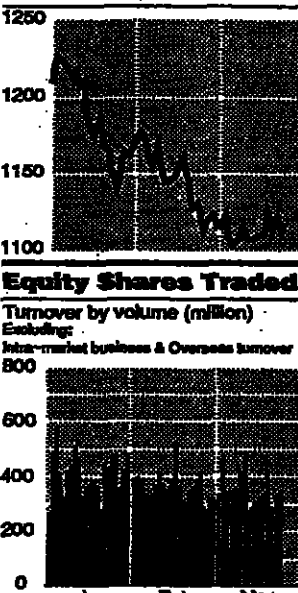 1250
1200
1150
1100
Equity Shares Traded
Turnover by volume (million)
Excluding:
Intra-market business & Overseas turnover
800
600
400
200
0